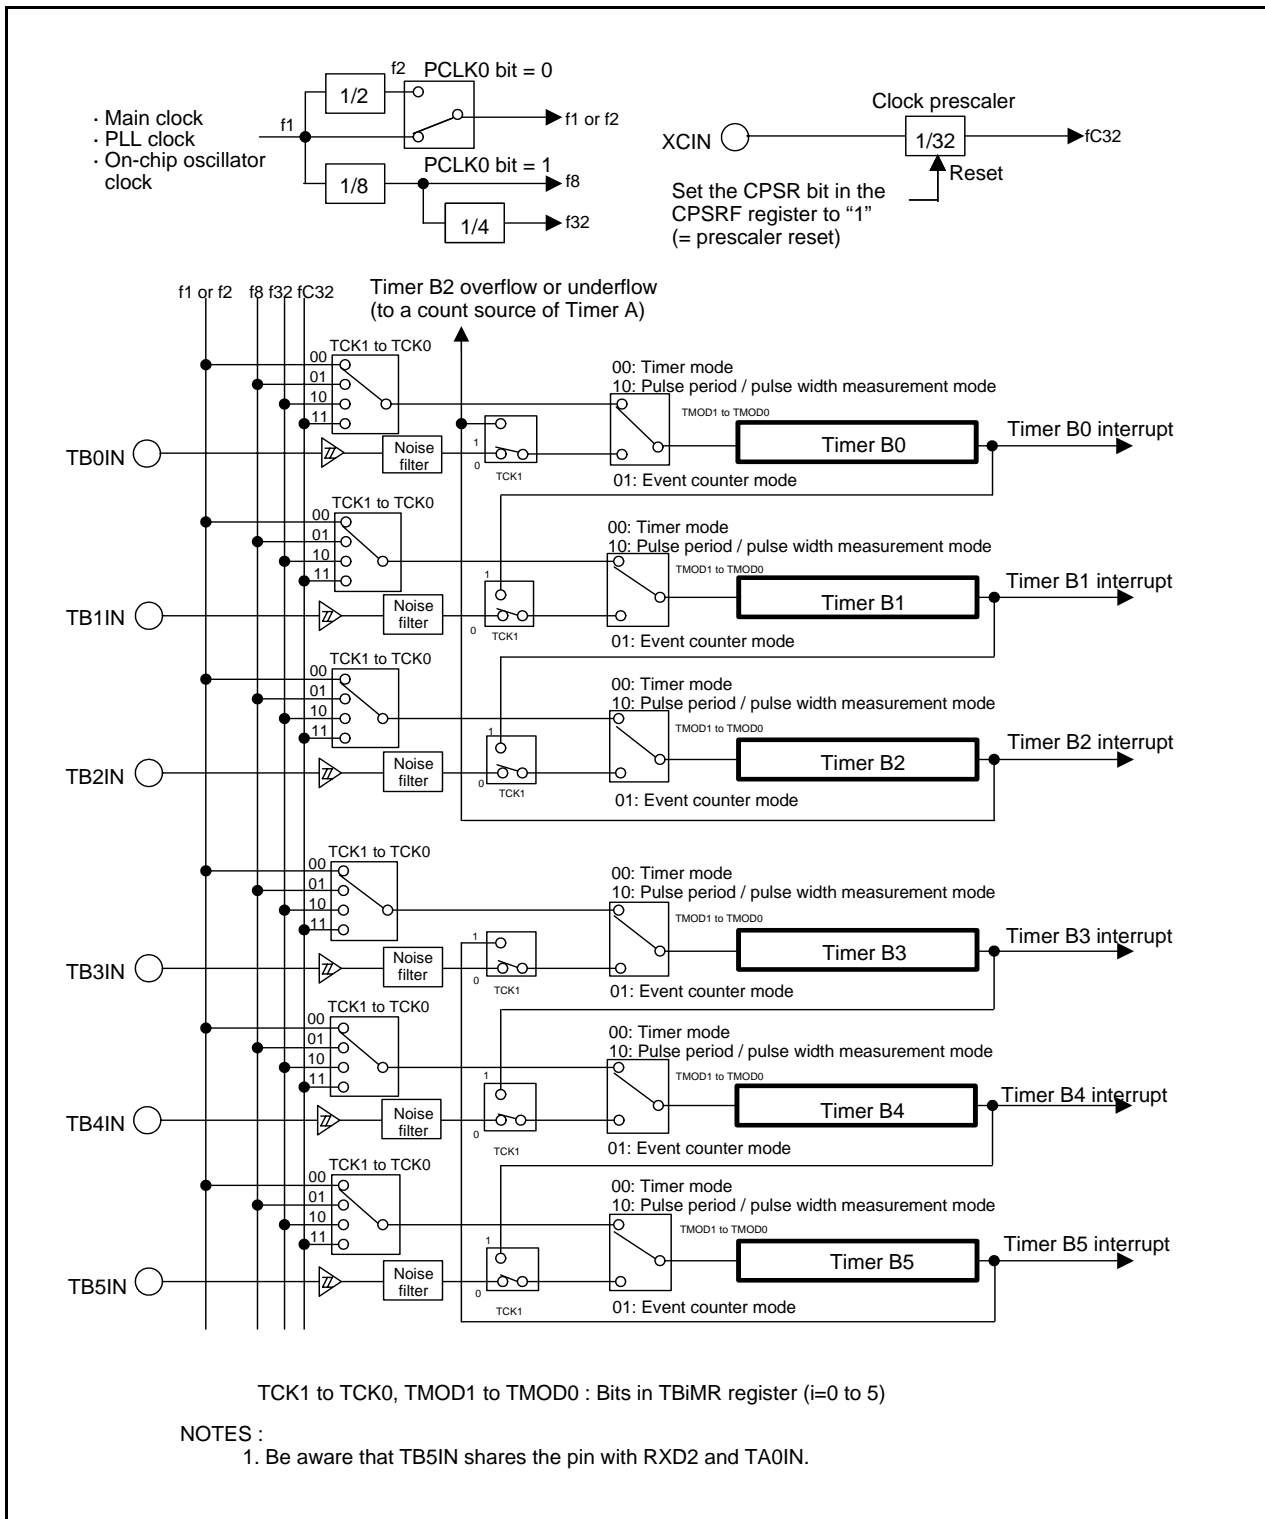 f2
PCLK0 bit = 0
1/2
· Main clock
· PLL clock
· On-chip oscillator
clock
f1
f1 or f2
PCLK0 bit = 1
1/8
f8
1/4
f32
Clock prescaler
XCIN
1/32
fC32
Reset
Set the CPSR bit in the
CPSRF register to “1”
(= prescaler reset)
f1 or f2 f8 f32 fC32
Timer B2 overflow or underflow
(to a count source of Timer A)
TCK1 to TCK0
00
01
10
11
TB0IN
Noise
filter
1
0
TCK1
00: Timer mode
10: Pulse period / pulse width measurement mode
TMOD1 to TMOD0
Timer B0
Timer B0 interrupt
01: Event counter mode
TCK1 to TCK0
00
01
10
11
TB1IN
Noise
filter
1
0
TCK1
00: Timer mode
10: Pulse period / pulse width measurement mode
TMOD1 to TMOD0
Timer B1
Timer B1 interrupt
01: Event counter mode
TCK1 to TCK0
00
01
10
11
TB2IN
Noise
filter
1
0
TCK1
00: Timer mode
10: Pulse period / pulse width measurement mode
TMOD1 to TMOD0
Timer B2
Timer B2 interrupt
01: Event counter mode
TCK1 to TCK0
00
01
10
11
TB3IN
Noise
filter
1
0
TCK1
00: Timer mode
10: Pulse period / pulse width measurement mode
TMOD1 to TMOD0
Timer B3
Timer B3 interrupt
01: Event counter mode
TCK1 to TCK0
00
01
10
11
TB4IN
Noise
filter
1
0
TCK1
00: Timer mode
10: Pulse period / pulse width measurement mode
TMOD1 to TMOD0
Timer B4
Timer B4 interrupt
01: Event counter mode
TCK1 to TCK0
00
01
10
11
TB5IN
Noise
filter
1
0
TCK1
00: Timer mode
10: Pulse period / pulse width measurement mode
TMOD1 to TMOD0
Timer B5
Timer B5 interrupt
01: Event counter mode
TCK1 to TCK0, TMOD1 to TMOD0 : Bits in TBiMR register (i=0 to 5)
NOTES :
1. Be aware that TB5IN shares the pin with RXD2 and TA0IN.